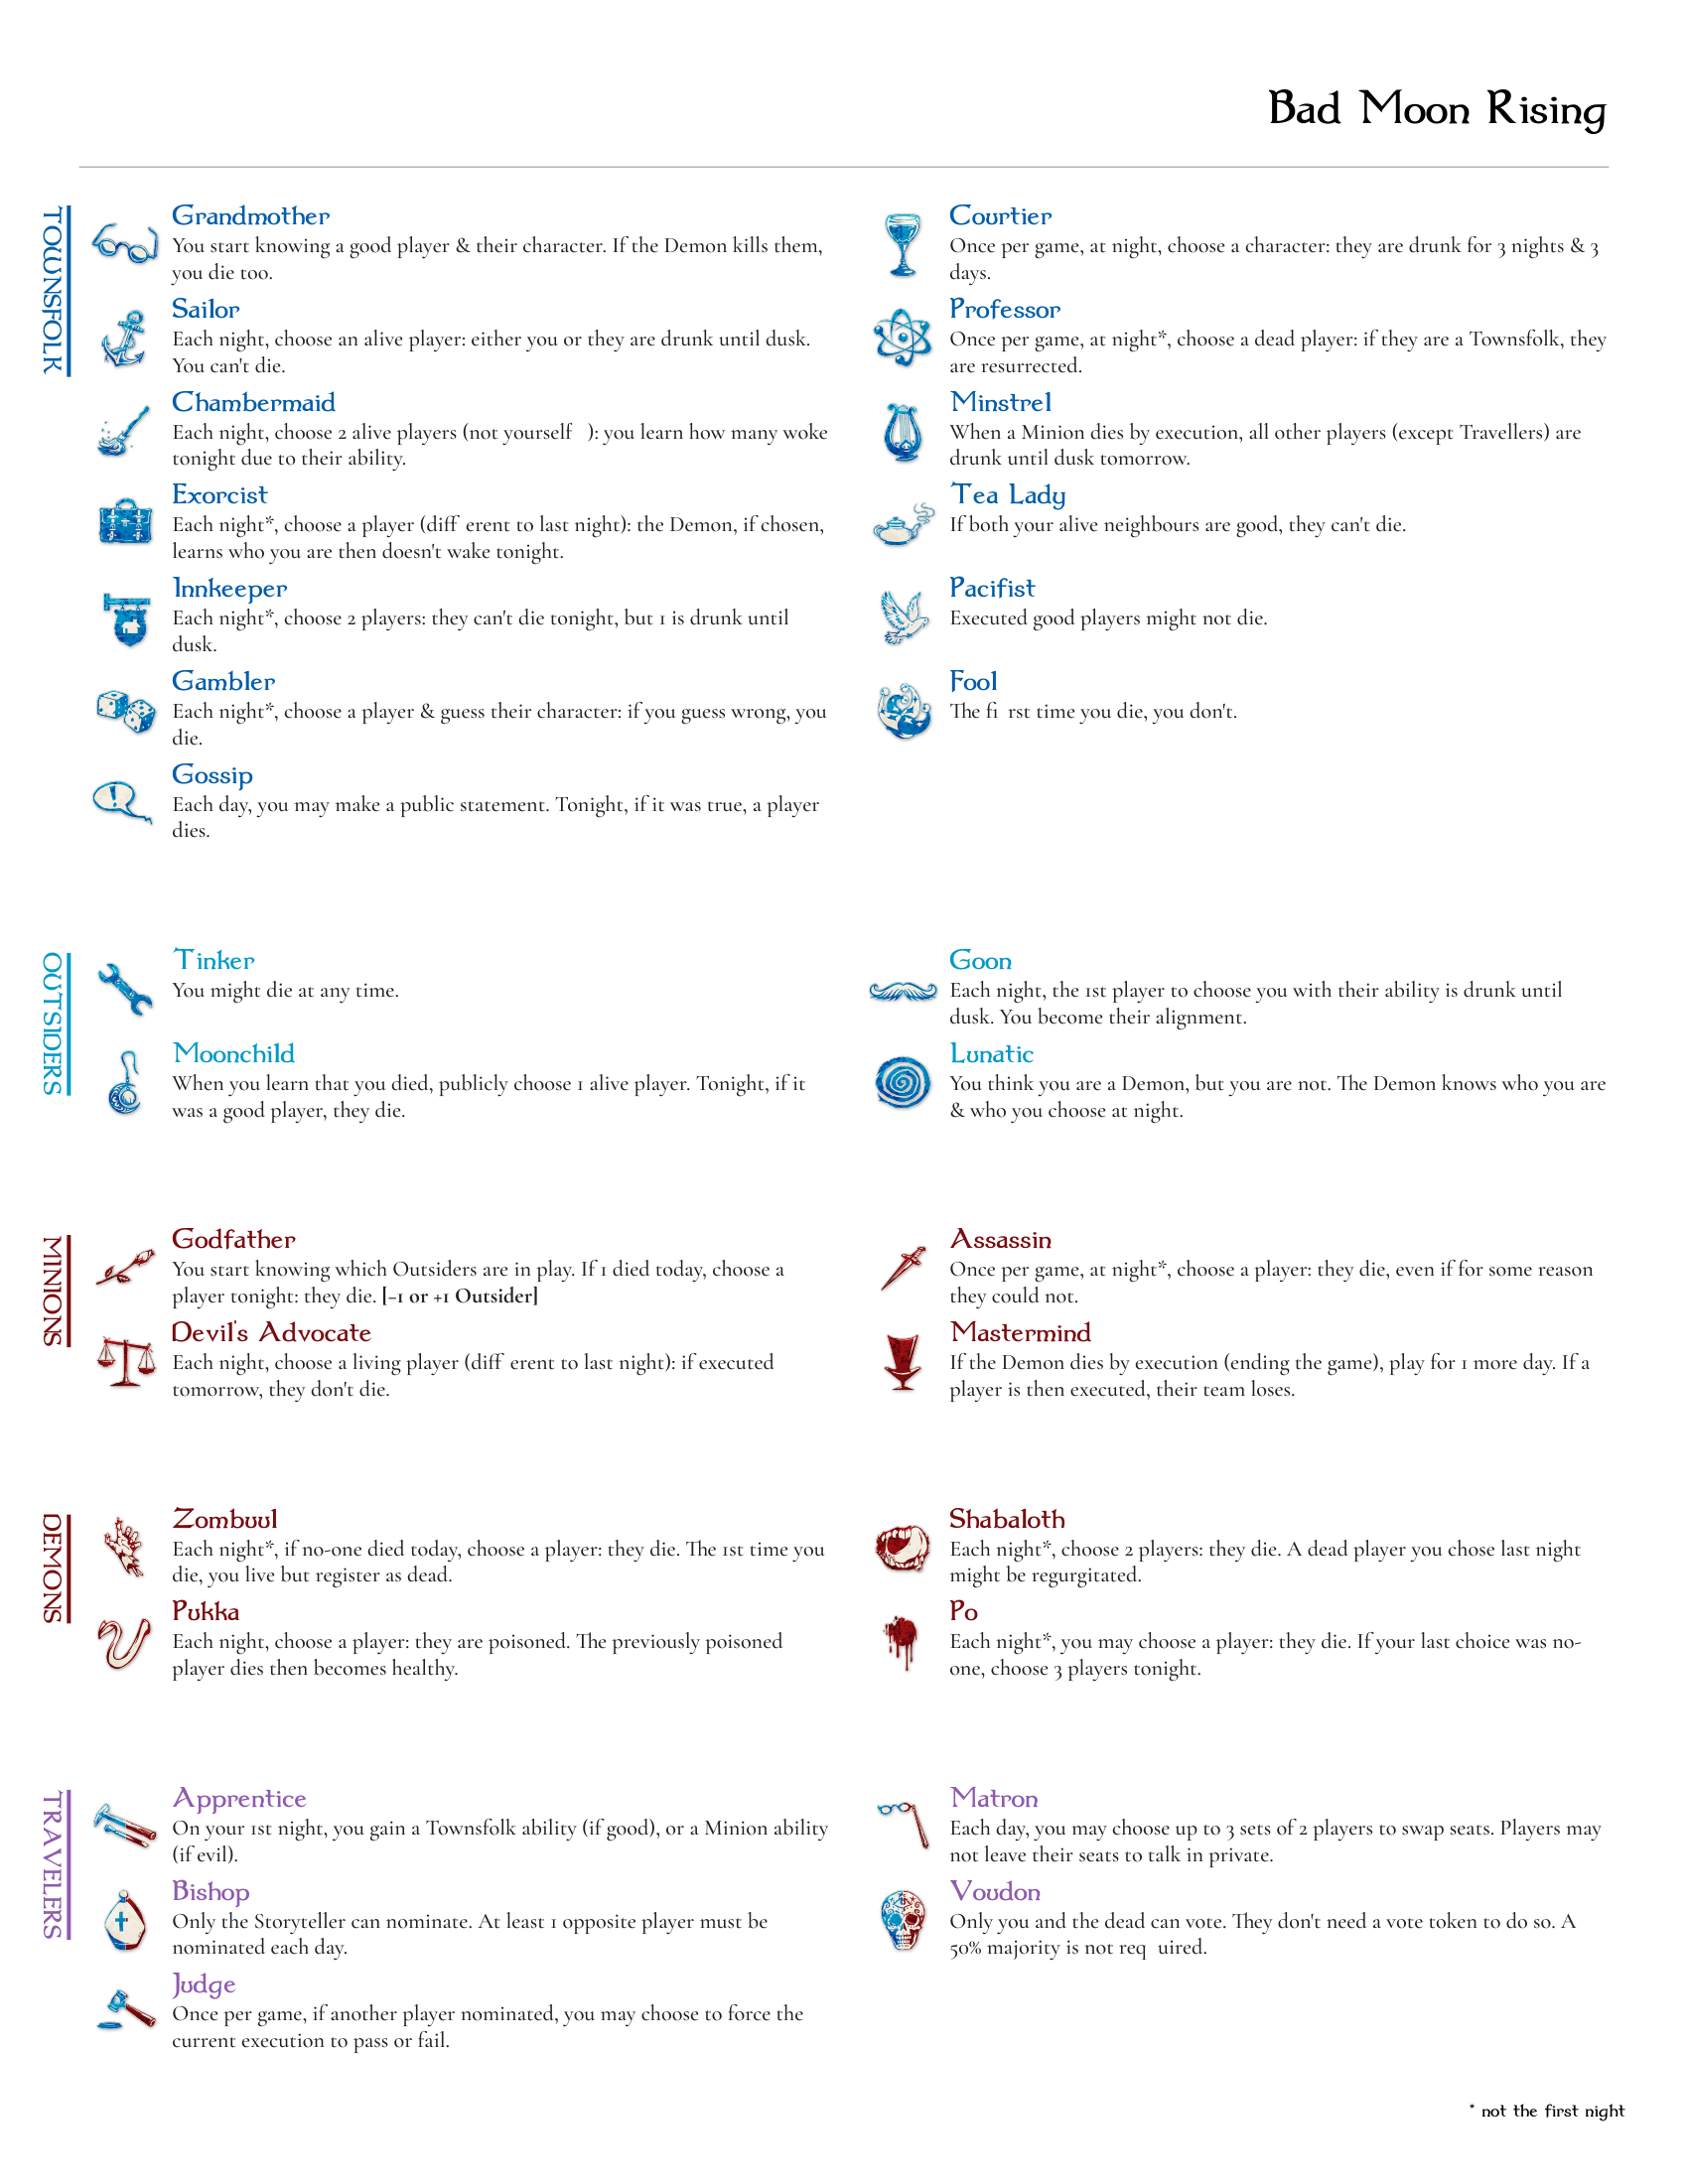 Bad Moon Rising
TOWNSFOLK
Grandmother
You start knowing a good player & their character. If the Demon kills them,
you die too.
Sailor
Each night, choose an alive player: either you or they are drunk until dusk.
You can't die.
Chambermaid
Each night, choose 2 alive players (not yourself ): you learn how many woke
tonight due to their ability.
Exorcist
Each night*, choose a player (diff erent to last night): the Demon, if chosen,
learns who you are then doesn't wake tonight.
Innkeeper
Each night*, choose 2 players: they can't die tonight, but 1 is drunk until
dusk.
Gambler
Each night*, choose a player & guess their character: if you guess wrong, you
die.
Gossip
Each day, you may make a public statement. Tonight, if it was true, a player
dies.
Courtier
Once per game, at night, choose a character: they are drunk for 3 nights & 3
days.
Professor
Once per game, at night*, choose a dead player: if they are a Townsfolk, they
are resurrected.
Minstrel
When a Minion dies by execution, all other players (except Travellers) are
drunk until dusk tomorrow.
Tea Lady
If both your alive neighbours are good, they can't die.
Pacifist
Executed good players might not die.
Fool
The fi rst time you die, you don't.
OUTSIDERS
Tinker
You might die at any time.
Moonchild
When you learn that you died, publicly choose 1 alive player. Tonight, if it
was a good player, they die.
Goon
Each night, the 1st player to choose you with their ability is drunk until
dusk. You become their alignment.
Lunatic
You think you are a Demon, but you are not. The Demon knows who you are
& who you choose at night.
MINIONS
Godfather
You start knowing which Outsiders are in play. If 1 died today, choose a
player tonight: they die. [−1 or +1 Outsider]
Devil's Advocate
Each night, choose a living player (diff erent to last night): if executed
tomorrow, they don't die.
Assassin
Once per game, at night*, choose a player: they die, even if for some reason
they could not.
Mastermind
If the Demon dies by execution (ending the game), play for 1 more day. If a
player is then executed, their team loses.
DEMONS
Zombuul
Each night*, if no-one died today, choose a player: they die. The 1st time you
die, you live but register as dead.
Pukka
Each night, choose a player: they are poisoned. The previously poisoned
player dies then becomes healthy.
Shabaloth
Each night*, choose 2 players: they die. A dead player you chose last night
might be regurgitated.
Po
Each night*, you may choose a player: they die. If your last choice was no-
one, choose 3 players tonight.
TRAVELERS
Apprentice
On your 1st night, you gain a Townsfolk ability (if good), or a Minion ability
(if evil).
Bishop
Only the Storyteller can nominate. At least 1 opposite player must be
nominated each day.
Judge
Once per game, if another player nominated, you may choose to force the
current execution to pass or fail.
Matron
Each day, you may choose up to 3 sets of 2 players to swap seats. Players may
not leave their seats to talk in private.
Voudon
Only you and the dead can vote. They don't need a vote token to do so. A
50% majority is not req uired.
* not the first night